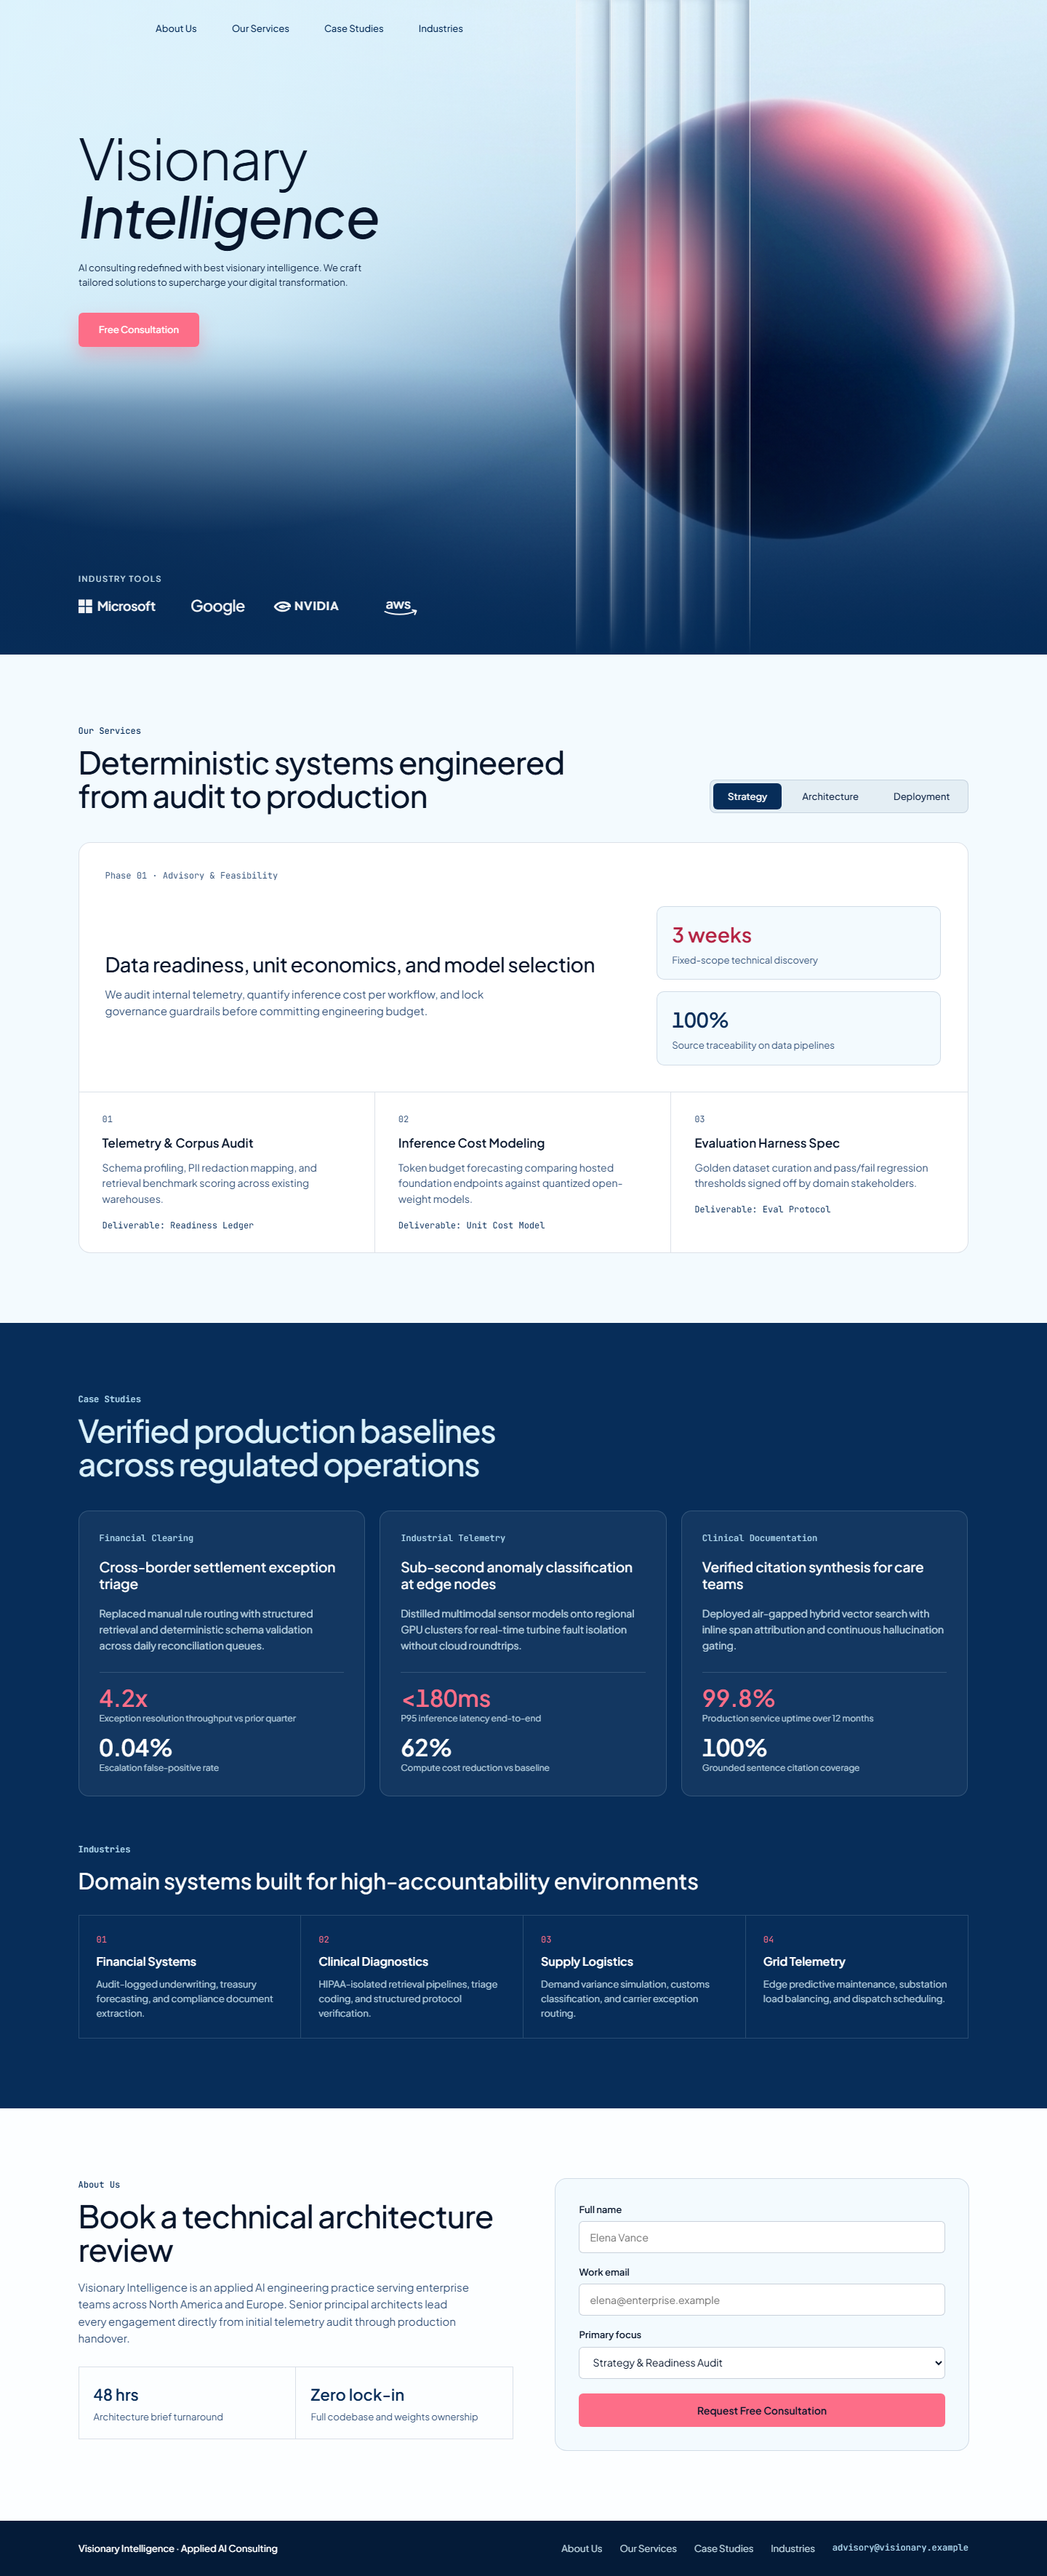 About Us
Our Services
Case Studies
Industries
Visionary
Intelligence
AI consulting redefined with best visionary intelligence. We craft
tailored solutions to supercharge your digital transformation.
Free Consultation
INDUSTRY TOOLS
Microsoft
Google
NVIDIA
aws
Our Services
Deterministic systems engineered
from audit to production
Strategy
Architecture
Deployment
Phase 01 · Advisory & Feasibility
Data readiness, unit economics, and model selection
We audit internal telemetry, quantify inference cost per workflow, and lock
governance guardrails before committing engineering budget.
3 weeks
Fixed-scope technical discovery
100%
Source traceability on data pipelines
01
Telemetry & Corpus Audit
Schema profiling, PII redaction mapping, and
retrieval benchmark scoring across existing
warehouses.
Deliverable: Readiness Ledger
02
Inference Cost Modeling
Token budget forecasting comparing hosted
foundation endpoints against quantized open-
weight models.
Deliverable: Unit Cost Model
03
Evaluation Harness Spec
Golden dataset curation and pass/fail regression
thresholds signed off by domain stakeholders.
Deliverable: Eval Protocol
Case Studies
Verified production baselines
across regulated operations
Financial Clearing
Cross-border settlement exception
triage
Replaced manual rule routing with structured
retrieval and deterministic schema validation
across daily reconciliation queues.
4.2x
Exception resolution throughput vs prior quarter
0.04%
Escalation false-positive rate
Industrial Telemetry
Sub-second anomaly classification
at edge nodes
Distilled multimodal sensor models onto regional
GPU clusters for real-time turbine fault isolation
without cloud roundtrips.
<180ms
P95 inference latency end-to-end
62%
Compute cost reduction vs baseline
Clinical Documentation
Verified citation synthesis for care
teams
Deployed air-gapped hybrid vector search with
inline span attribution and continuous hallucination
gating.
99.8%
Production service uptime over 12 months
100%
Grounded sentence citation coverage
Industries
Domain systems built for high-accountability environments
01
Financial Systems
Audit-logged underwriting, treasury
forecasting, and compliance document
extraction.
02
Clinical Diagnostics
HIPAA-isolated retrieval pipelines, triage
coding, and structured protocol
verification.
03
Supply Logistics
Demand variance simulation, customs
classification, and carrier exception
routing.
04
Grid Telemetry
Edge predictive maintenance, substation
load balancing, and dispatch scheduling.
About Us
Book a technical architecture
review
Visionary Intelligence is an applied AI engineering practice serving enterprise
teams across North America and Europe. Senior principal architects lead
every engagement directly from initial telemetry audit through production
handover.
48 hrs
Architecture brief turnaround
Zero lock-in
Full codebase and weights ownership
Full name
Elena Vance
Work email
elena@enterprise.example
Primary focus
Strategy & Readiness Audit
Request Free Consultation
Visionary Intelligence · Applied AI Consulting
About Us
Our Services
Case Studies
Industries
advisory@visionary.example